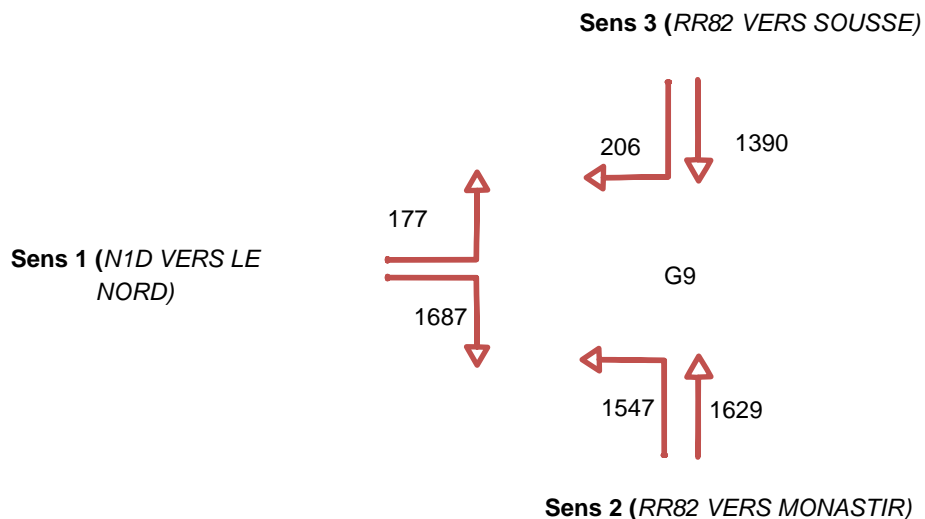 Sens 3 (RR82 VERS SOUSSE)
206
1390
177
Sens 1 (N1D VERS LE
NORD)
G9
1687
1547
1629
Sens 2 (RR82 VERS MONASTIR)